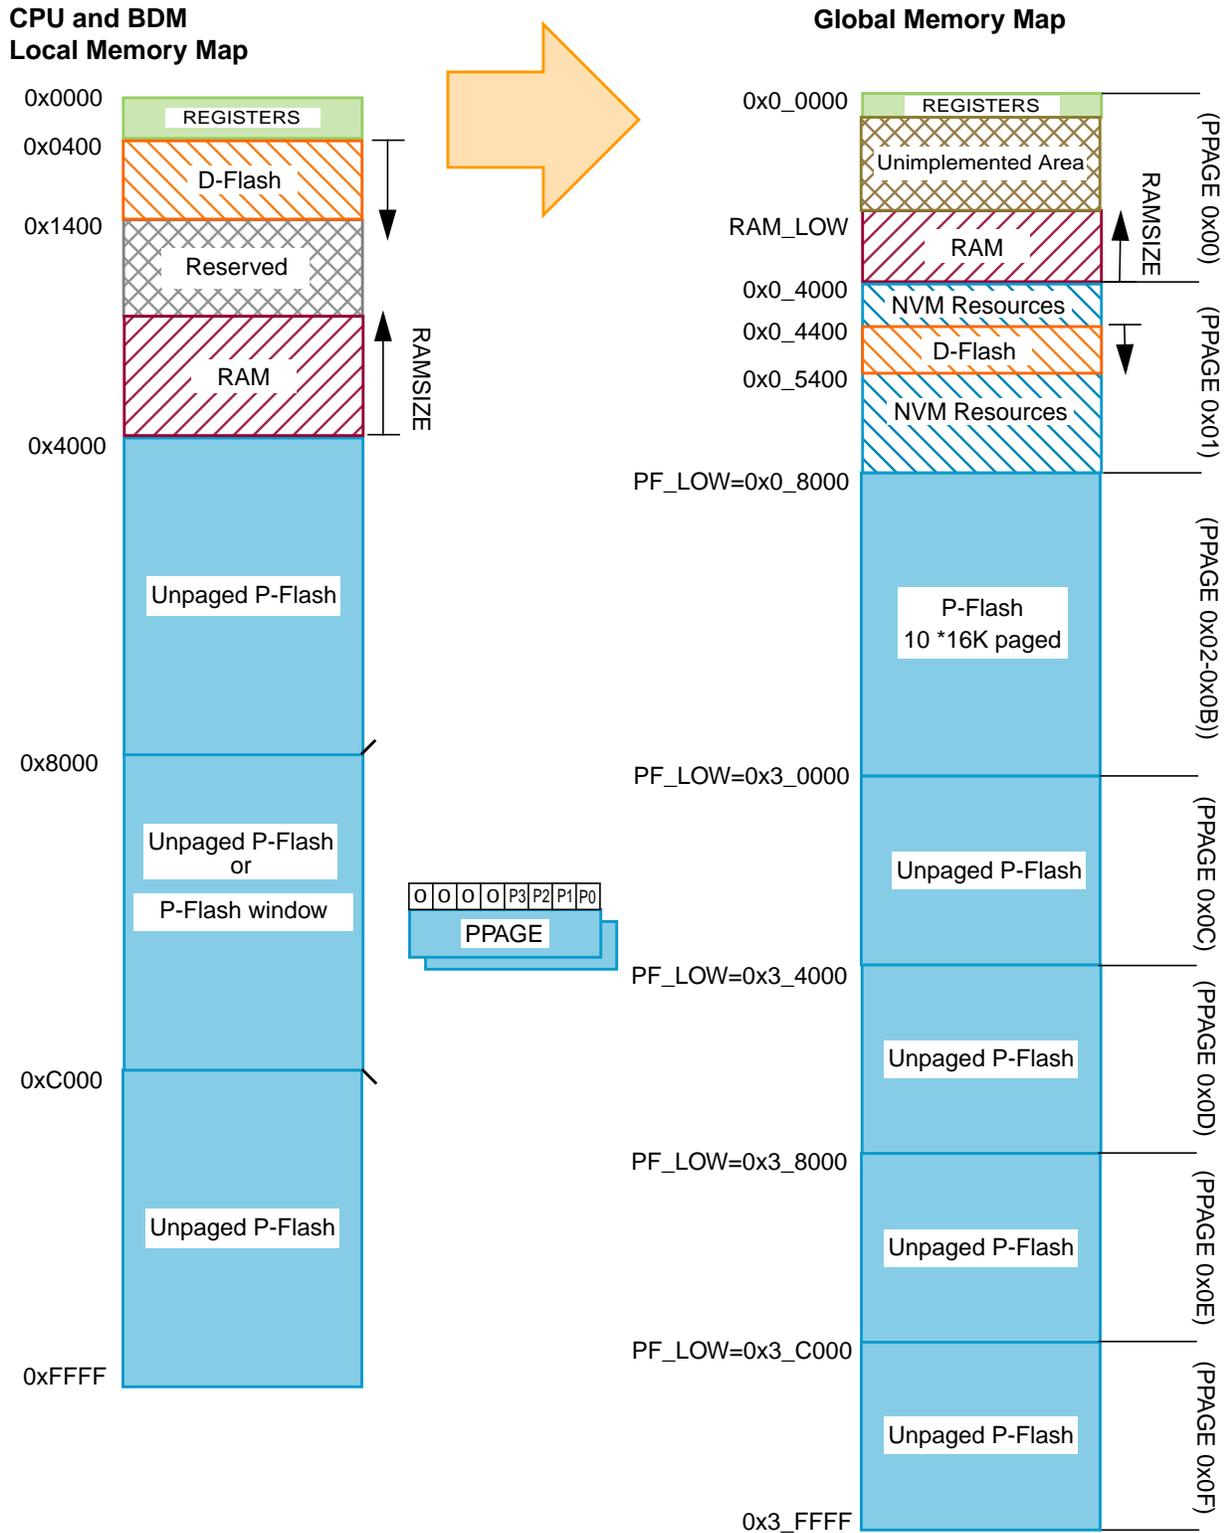 CPU and BDM
Local Memory Map
0x0000
REGISTERS
0x0400
D-Flash
0x1400
Reserved
RAM
RAMSIZE
0x4000
Unpaged P-Flash
0x8000
Unpaged P-Flash
or
P-Flash window
0xC000
Unpaged P-Flash
0xFFFF
0 0 0 0 P3 P2 P1 P0
PPAGE
Global Memory Map
0x0_0000
REGISTERS
Unimplemented Area
RAM_LOW
RAM
RAMSIZE
(PPAGE 0x00)
0x0_4000
NVM Resources
0x0_4400
D-Flash
0x0_5400
NVM Resources
(PPAGE 0x01)
PF_LOW=0x0_8000
P-Flash
10 *16K paged
(PPAGE 0x02-0x0B))
PF_LOW=0x3_0000
Unpaged P-Flash
(PPAGE 0x0C)
PF_LOW=0x3_4000
Unpaged P-Flash
(PPAGE 0x0D)
PF_LOW=0x3_8000
Unpaged P-Flash
(PPAGE 0x0E)
PF_LOW=0x3_C000
Unpaged P-Flash
(PPAGE 0x0F)
0x3_FFFF